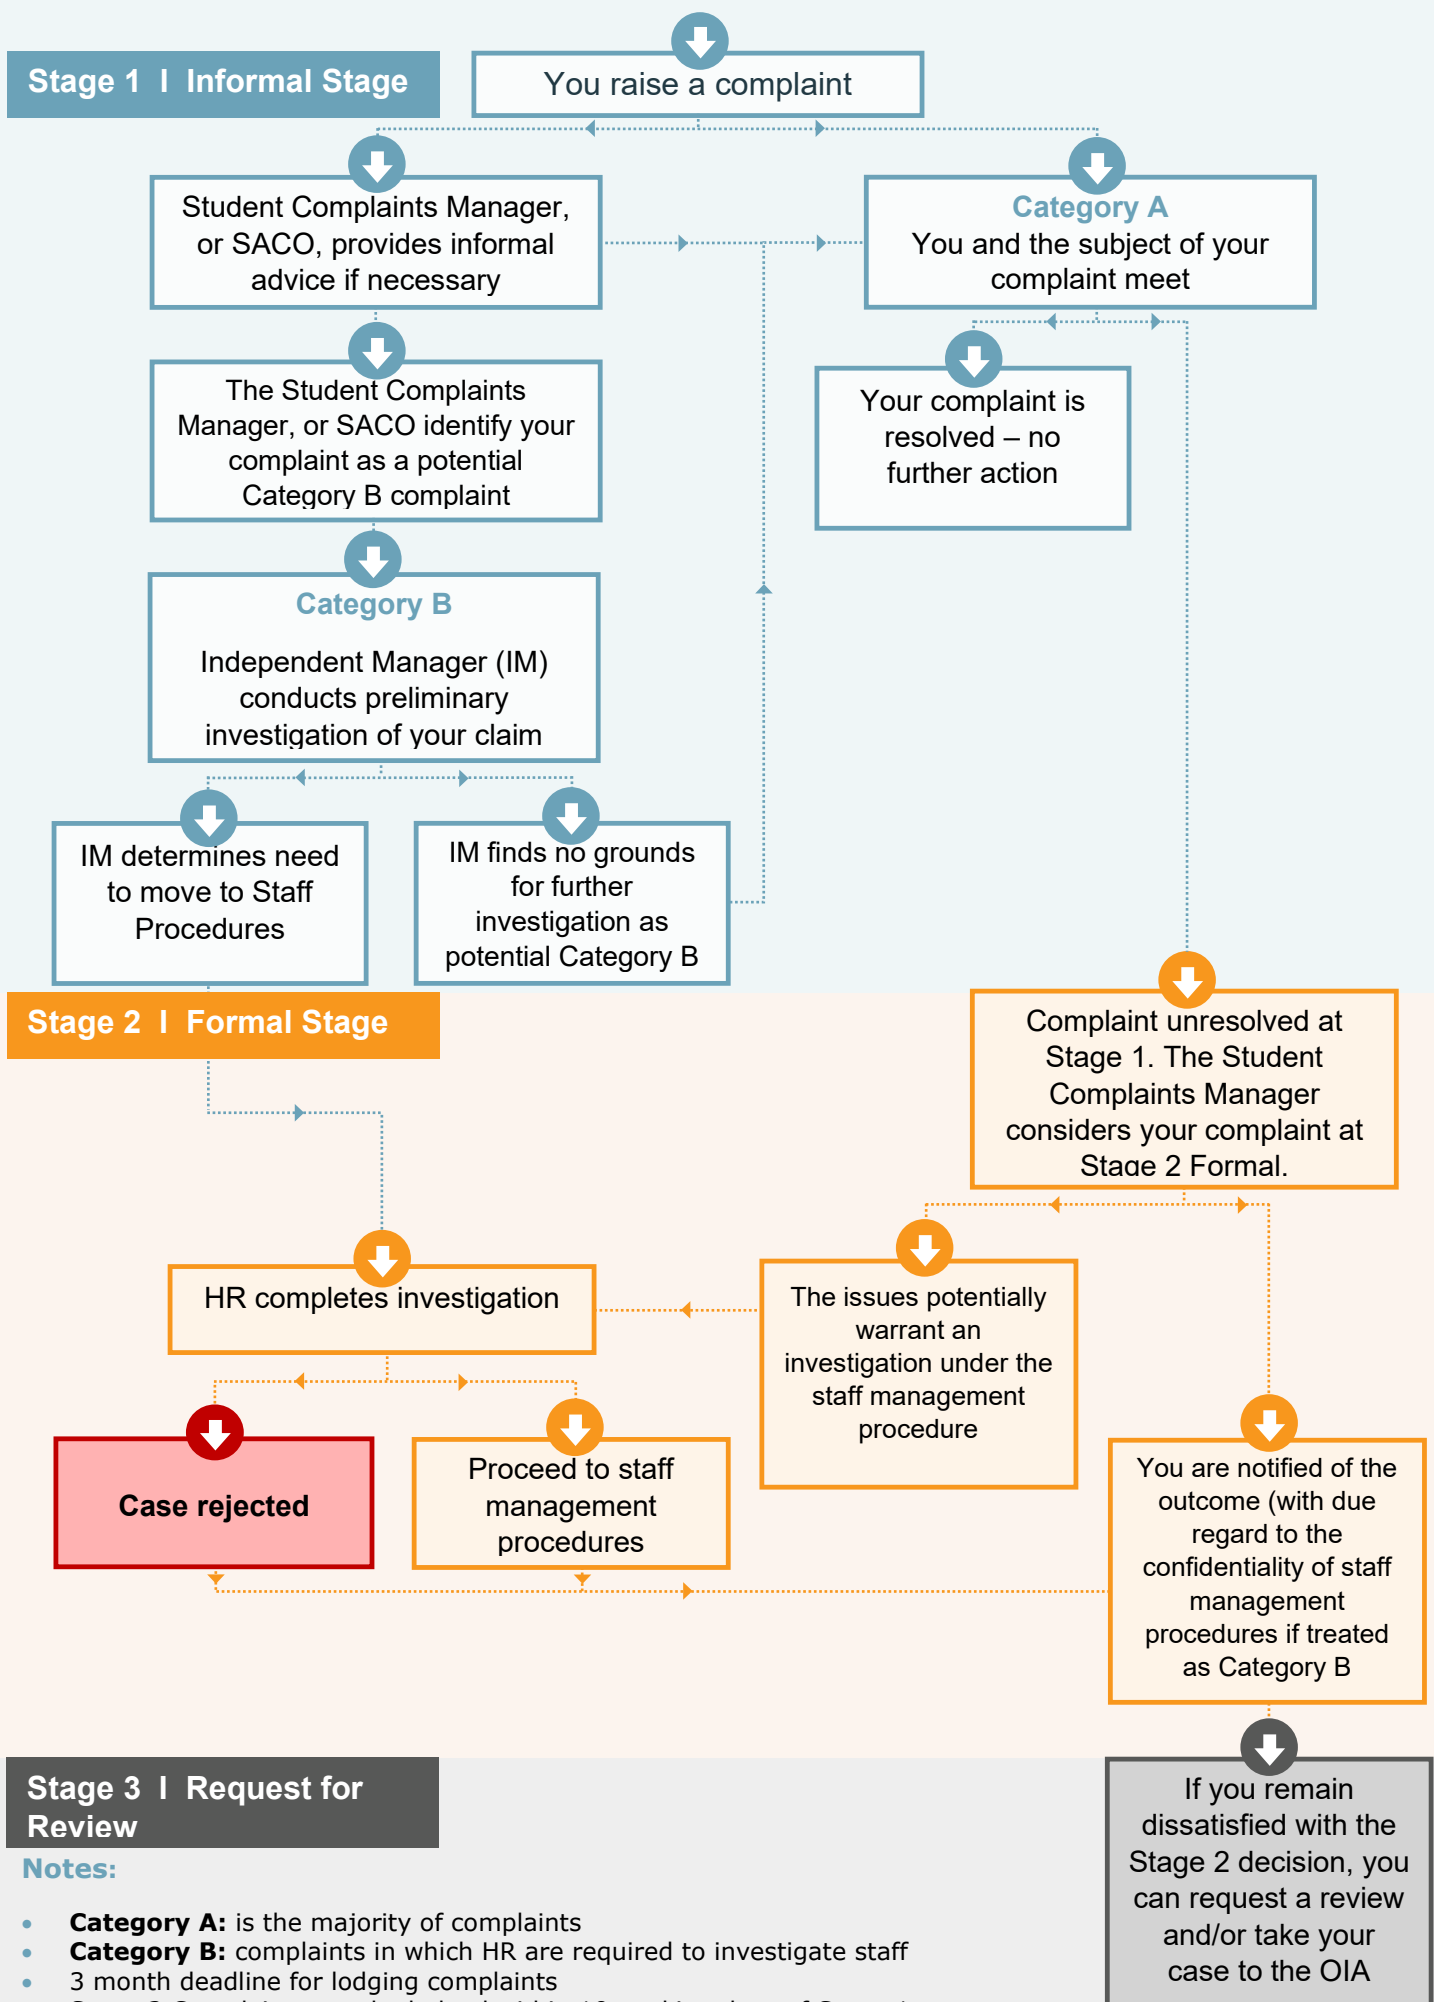 Stage 1 I Informal Stage
You raise a complaint
Student Complaints Manager,
or SACO, provides informal
advice if necessary
Category A
You and the subject of your
complaint meet
The Student Complaints
Manager, or SACO identify your
complaint as a potential
Category B complaint
Your complaint is
resolved – no
further action
Category B
Independent Manager (IM)
conducts preliminary
investigation of your claim
IM determines need
to move to Staff
Procedures
IM finds no grounds
for further
investigation as
potential Category B
Stage 2 I Formal Stage
Complaint unresolved at
Stage 1. The Student
Complaints Manager
considers your complaint at
Stage 2 Formal.
HR completes investigation
The issues potentially
warrant an
investigation under the
staff management
procedure
Case rejected
Proceed to staff
management
procedures
You are notified of the
outcome (with due
regard to the
confidentiality of staff
management
procedures if treated
as Category B
Stage 3 I Request for
Review
If you remain
dissatisfied with the
Stage 2 decision, you
can request a review
and/or take your
case to the OIA
Notes:
• Category A: is the majority of complaints
• Category B: complaints in which HR are required to investigate staff
• 3 month deadline for lodging complaints